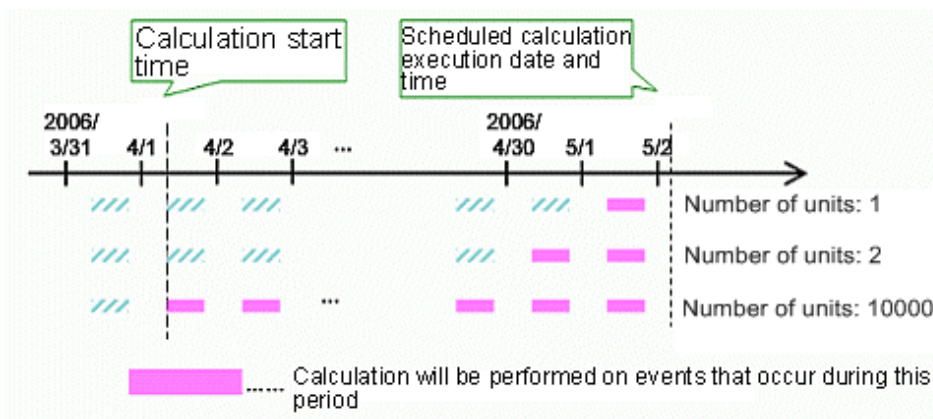 Calculation start
time
Scheduled calculation
execution date and
time
2006/
3/31 4/1 4/2 4/3 ...
2006/
4/30 5/1 5/2
Number of units: 1
Number of units: 2
... Number of units: 10000
...... Calculation will be performed on events that occur during this
period